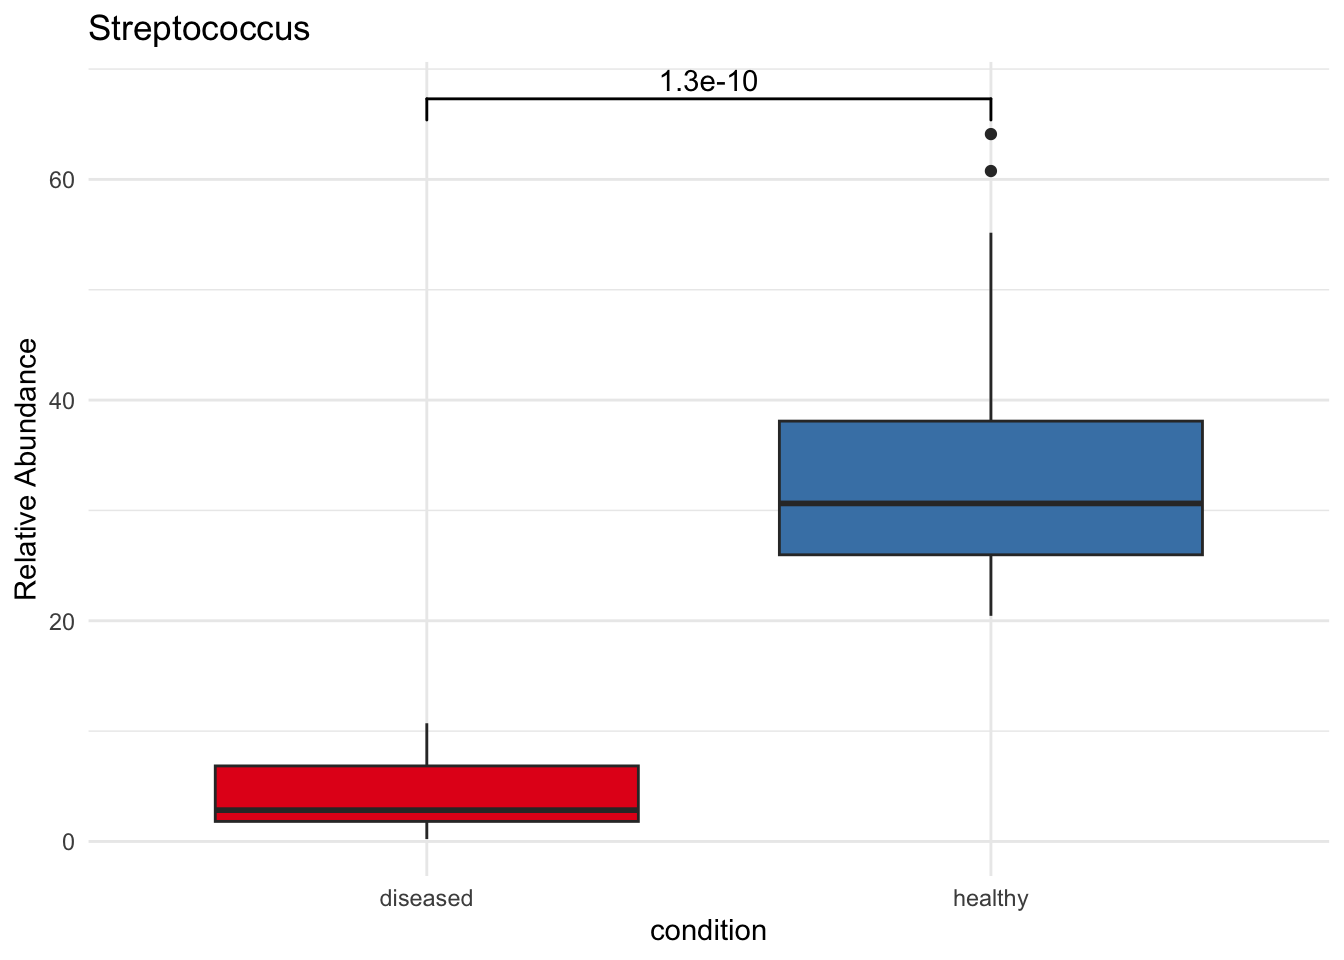 Streptococcus
1.3e-10
60
40
20
0
Relative Abundance
diseased healthy
condition